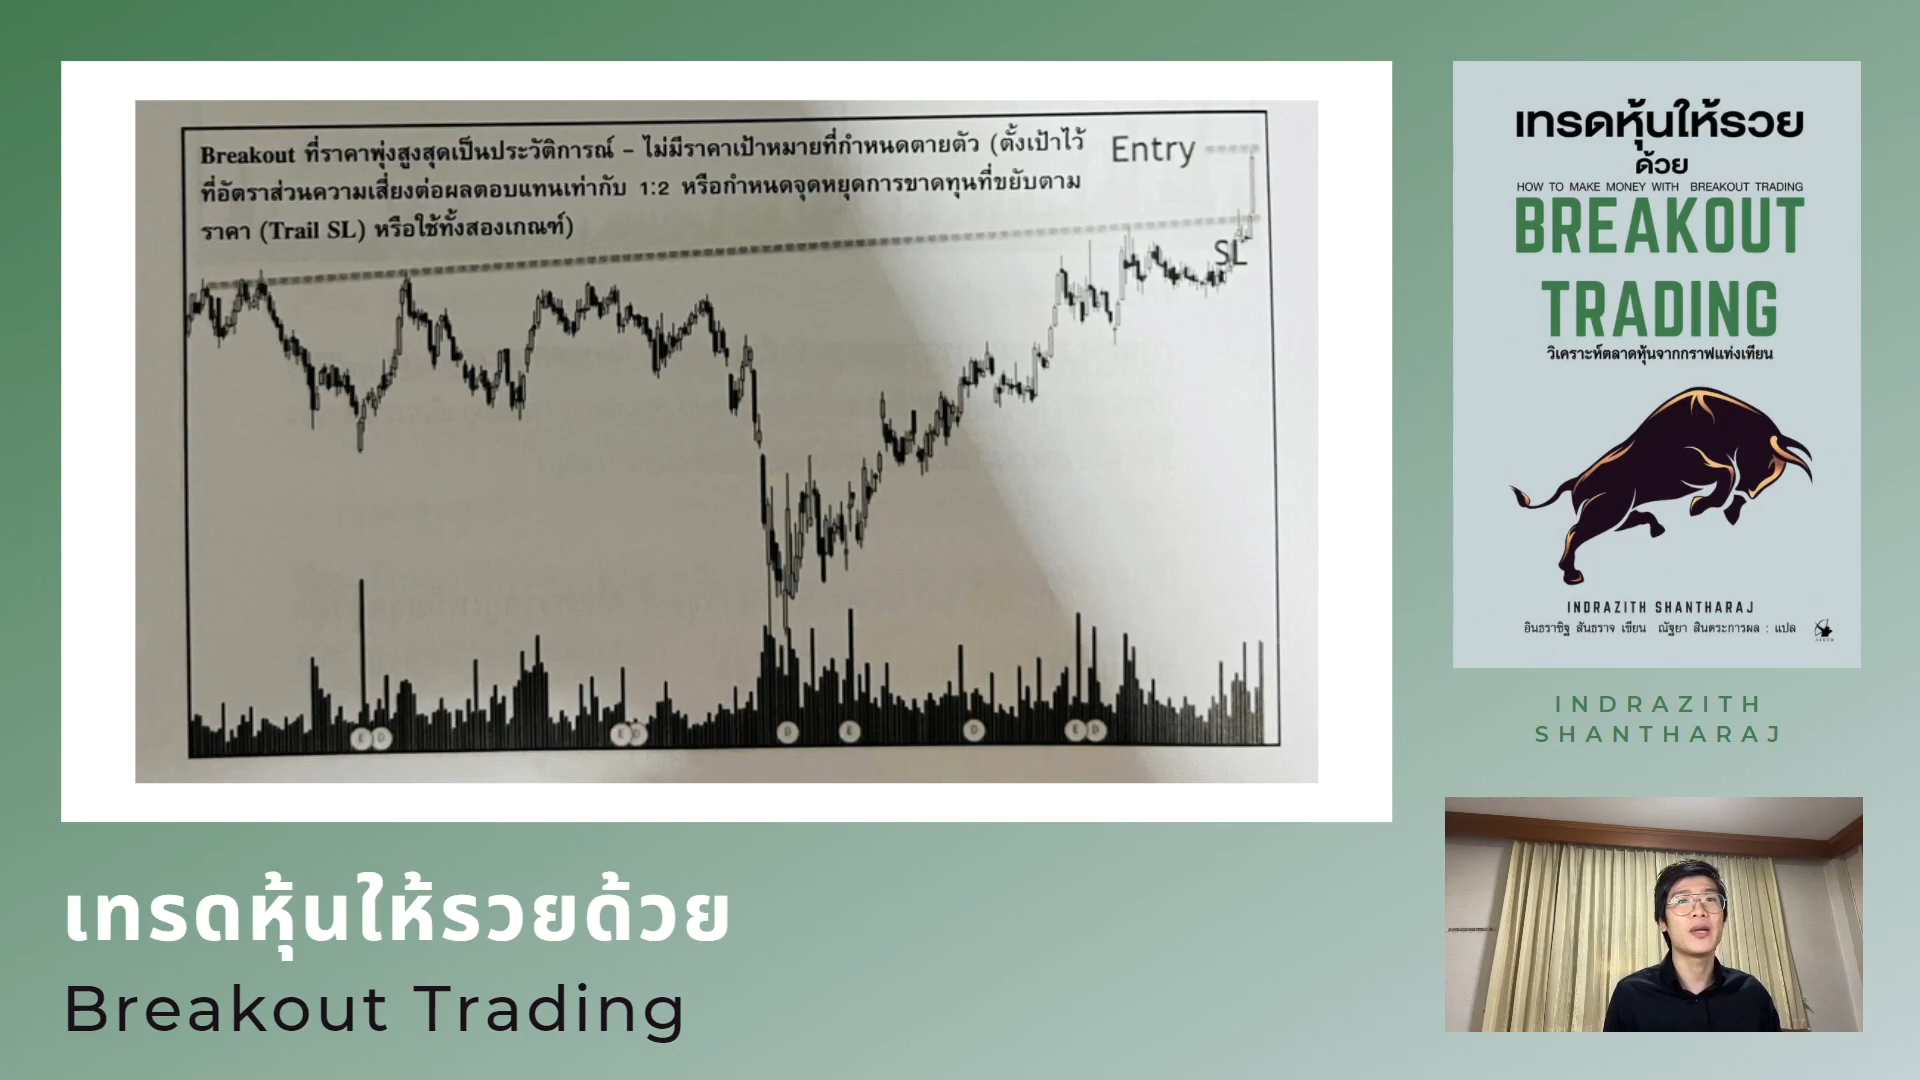 Breakout ที่ราคาพุ่งสูงสุดเป็นประวัติการณ์ – ไม่มีราคาเป้าหมายที่กำหนดตายตัว (ตั้งเป้าไว้
ที่อัตราส่วนความเสี่ยงต่อผลตอบแทนเท่ากับ 1:2 หรือกำหนดจุดหยุดการขาดทุนที่ขยับตาม
ราคา (Trail SL) หรือใช้ทั้งสองเกณฑ์)
Entry
SL
E D
E D
D
E
D
E D
เทรดหุ้นให้รวย
ด้วย
HOW TO MAKE MONEY WITH BREAKOUT TRADING
BREAKOUT
TRADING
วิเคราะห์ตลาดหุ้นจากกราฟแท่งเทียน
INDRAZITH SHANTHARAJ
อินธราซิธ สันธราจ เขียน ณัฐยา สินตระการผล : แปล
INDRAZITH
SHANTHARAJ
เทรดหุ้นให้รวยด้วย
Breakout Trading